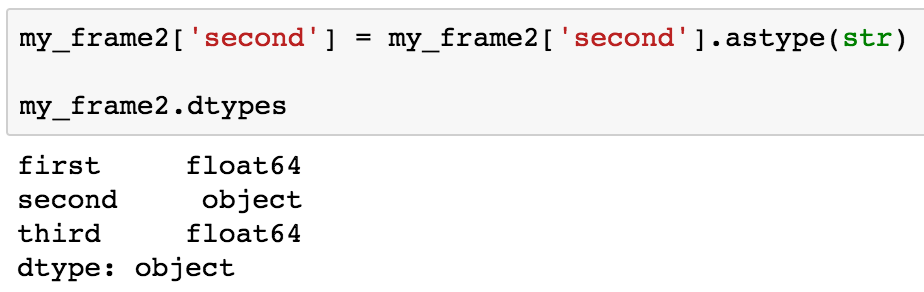 my_frame2['second'] = my_frame2['second'].astype(str)
my_frame2.dtypes
first     float64
second     object
third     float64
dtype: object